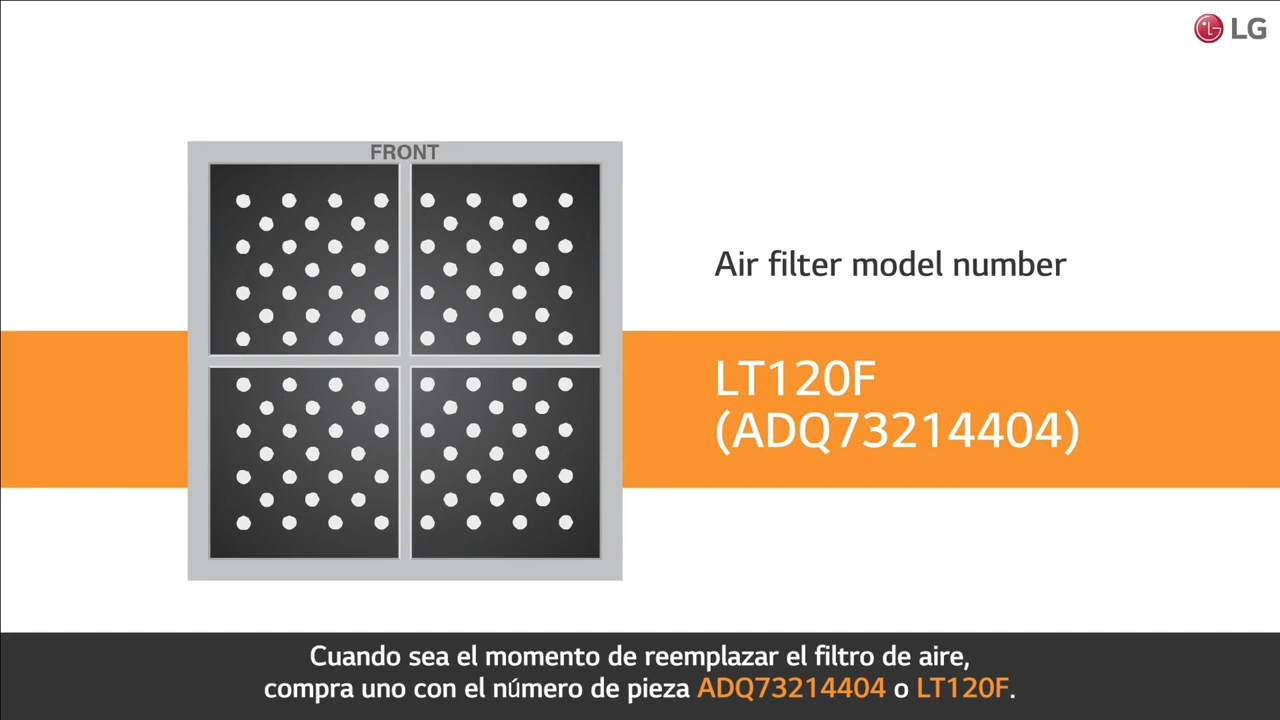 LG
FRONT
Air filter model number
LT120F
(ADQ73214404)
Cuando sea el momento de reemplazar el filtro de aire,
compra uno con el número de pieza ADQ73214404 o LT120F.